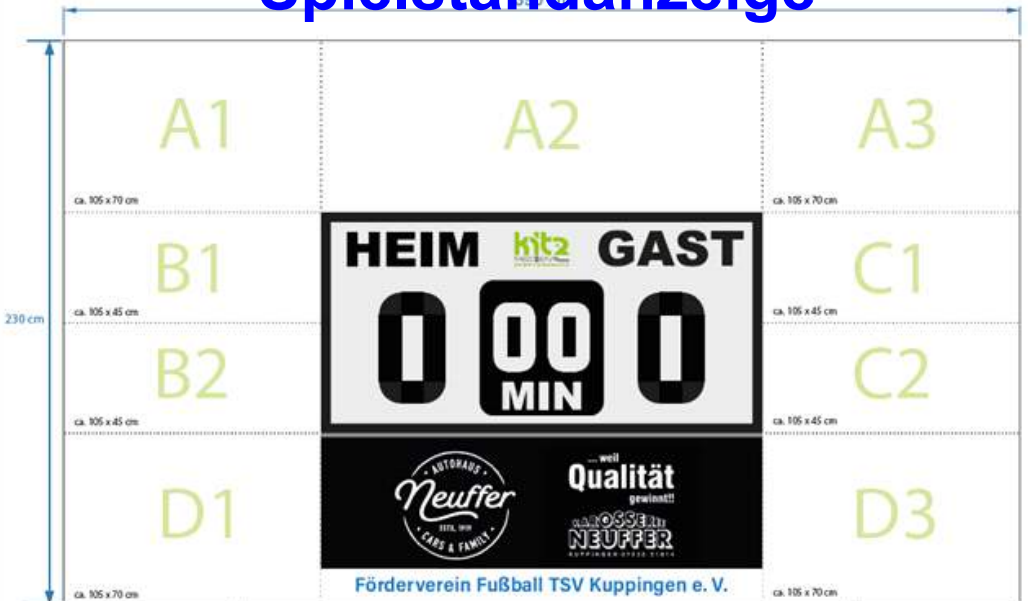 Spielstandanzeige
A1
A2
A3
ca. 105 x 70 cm
ca. 105 x 70 cm
HEIM
kitz
GAST
B1
C1
230 cm
ca. 105 x 45 cm
ca. 105 x 45 cm
0
00
0
MIN
B2
C2
ca. 105 x 45 cm
ca. 105 x 45 cm
AUTOHAUS
Neuffer
ESTD. 1919
CARS & FAMILY
... weil
Qualität
gewinnt!!
KAROSSERIE
NEUFFER
D1
D3
Förderverein Fußball TSV Kuppingen e. V.
ca. 105 x 70 cm
ca. 105 x 70 cm